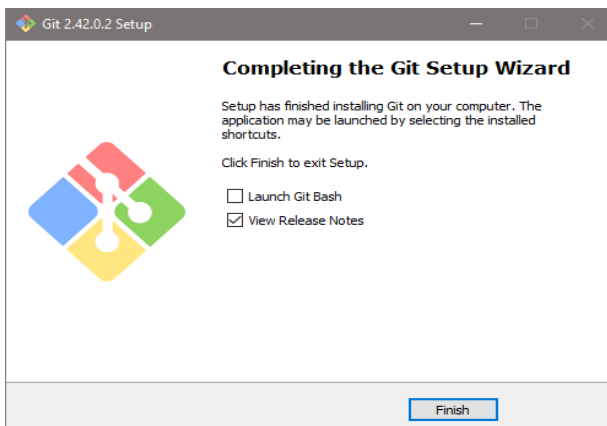 Git 2.42.0.2 Setup
Completing the Git Setup Wizard
Setup has finished installing Git on your computer. The
application may be launched by selecting the installed
shortcuts.
Click Finish to exit Setup.
Launch Git Bash
View Release Notes
Finish